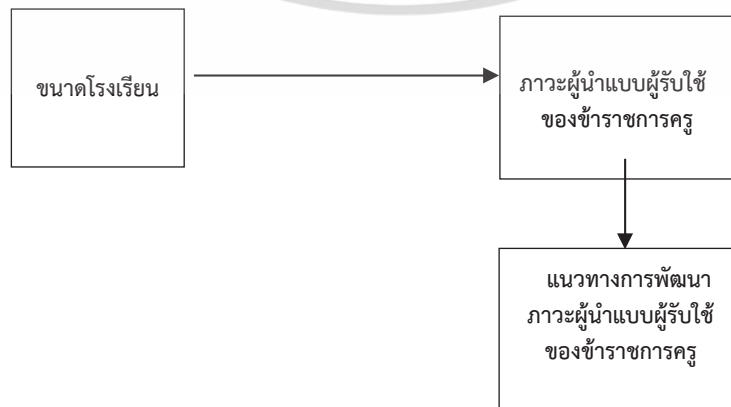 ขนาดโรงเรียน
ภาวะผู้นำแบบผู้รับใช้
ของข้าราชการครู
แนวทางการพัฒนา
ภาวะผู้นำแบบผู้รับใช้
ของข้าราชการครู